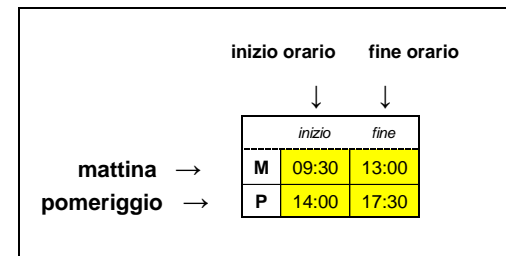 inizio orario fine orario
↓ ↓
inizio fine
mattina → M 09:30 13:00
pomeriggio → P 14:00 17:30